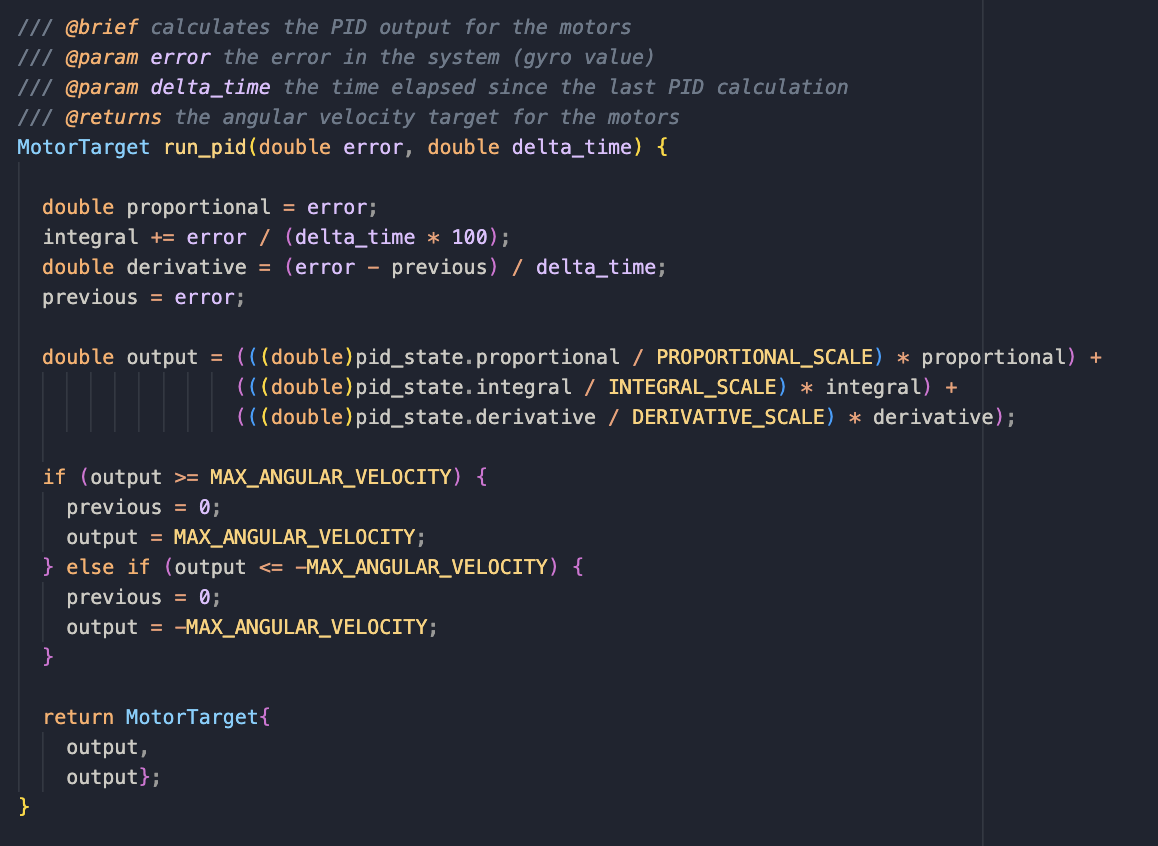 /// @brief calculates the PID output for the motors
/// @param error the error in the system (gyro value)
/// @param delta_time the time elapsed since the last PID calculation
/// @returns the angular velocity target for the motors
MotorTarget run_pid(double error, double delta_time) {
double proportional = error;
integral += error / (delta_time * 100);
double derivative = (error - previous) / delta_time;
previous = error;
double output = (((double)pid_state.proportional / PROPORTIONAL_SCALE) * proportional) +
(((double)pid_state.integral / INTEGRAL_SCALE) * integral) +
(((double)pid_state.derivative / DERIVATIVE_SCALE) * derivative);
if (output >= MAX_ANGULAR_VELOCITY) {
previous = 0;
output = MAX_ANGULAR_VELOCITY;
} else if (output <= -MAX_ANGULAR_VELOCITY) {
previous = 0;
output = -MAX_ANGULAR_VELOCITY;
}
return MotorTarget{
output,
output};
}